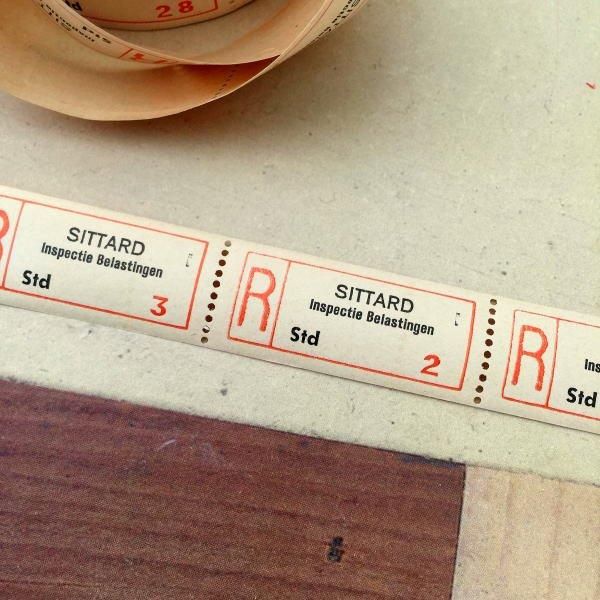 28
R
SITTARD
Inspectie Belastingen
Std
3
R
SITTARD
Inspectie Belastingen
Std
2
R
Std